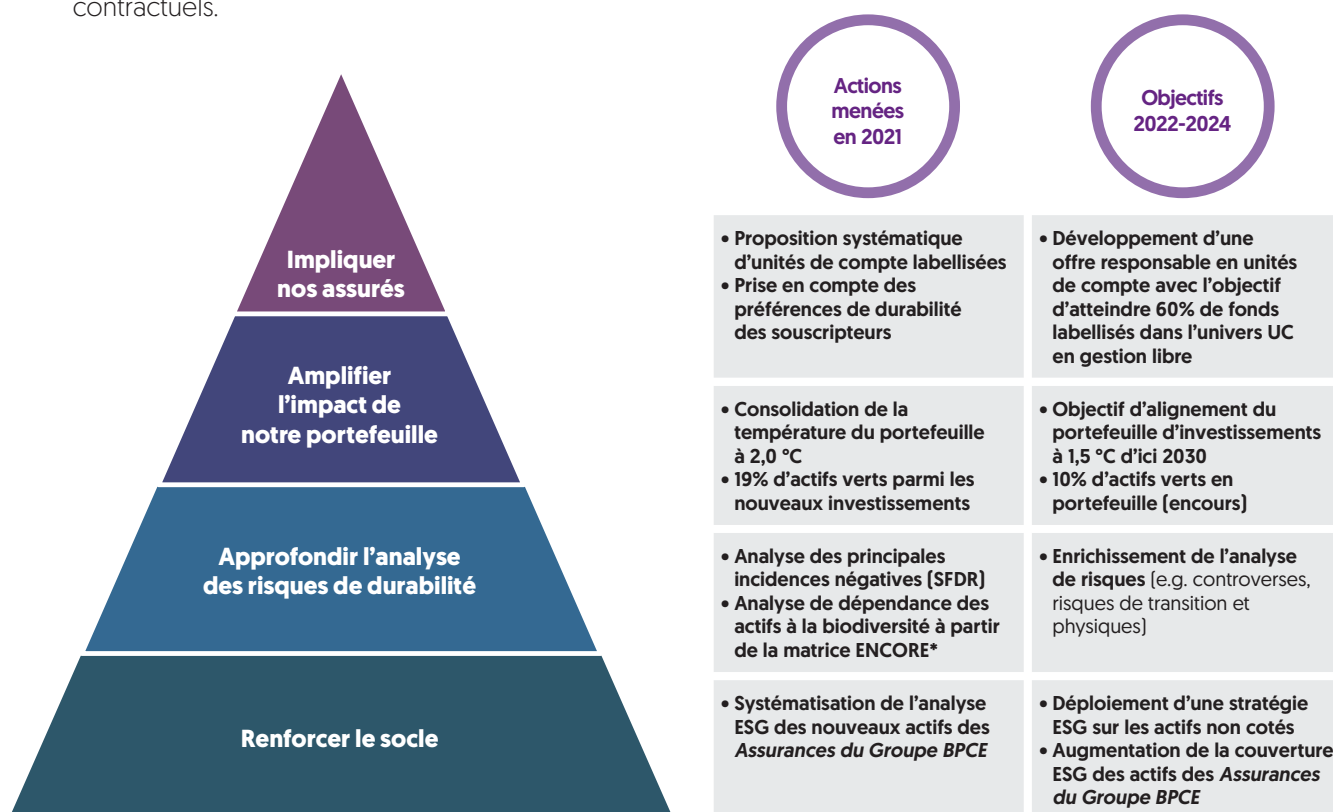 contractuels.
Actions
menées
en 2021
Objectifs
2022-2024
Impliquer
nos assurés
• Proposition systématique
d’unités de compte labellisées
• Prise en compte des
préférences de durabilité
des souscripteurs
• Développement d’une
offre responsable en unités
de compte avec l’objectif
d’atteindre 60% de fonds
labellisés dans l’univers UC
en gestion libre
Amplifier
l’impact de
notre portefeuille
• Consolidation de la
température du portefeuille
à 2,0 °C
• 19% d’actifs verts parmi les
nouveaux investissements
• Objectif d’alignement du
portefeuille d’investissements
à 1,5 °C d’ici 2030
• 10% d’actifs verts en
portefeuille (encours)
Approfondir l’analyse
des risques de durabilité
• Analyse des principales
incidences négatives (SFDR)
• Analyse de dépendance des
actifs à la biodiversité à partir
de la matrice ENCORE*
• Enrichissement de l’analyse
de risques (e.g. controverses,
risques de transition et
physiques)
Renforcer le socle
• Systématisation de l’analyse
ESG des nouveaux actifs des
Assurances du Groupe BPCE
• Déploiement d’une stratégie
ESG sur les actifs non cotés
• Augmentation de la couverture
ESG des actifs des Assurances
du Groupe BPCE